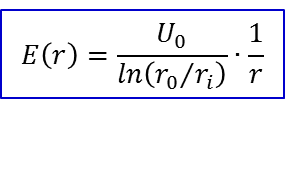 E(r) = U₀ / ln(r₀/rᵢ) · 1/r